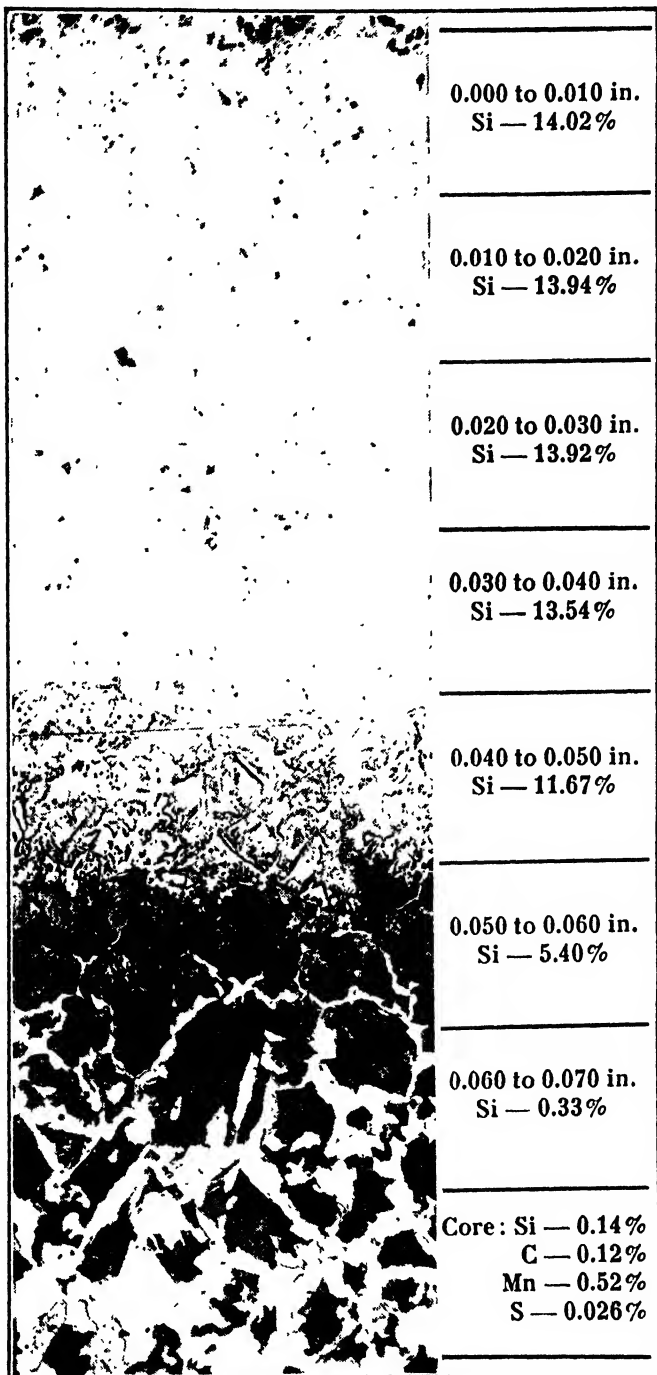 0.000 to 0.010 in.
Si — 14.02%
0.010 to 0.020 in.
Si — 13.94%
0.020 to 0.030 in.
Si — 13.92%
0.030 to 0.040 in.
Si — 13.54%
0.040 to 0.050 in.
Si — 11.67%
0.050 to 0.060 in.
Si — 5.40%
0.060 to 0.070 in.
Si — 0.33%
Core: Si — 0.14%
C — 0.12%
Mn — 0.52%
S — 0.026%